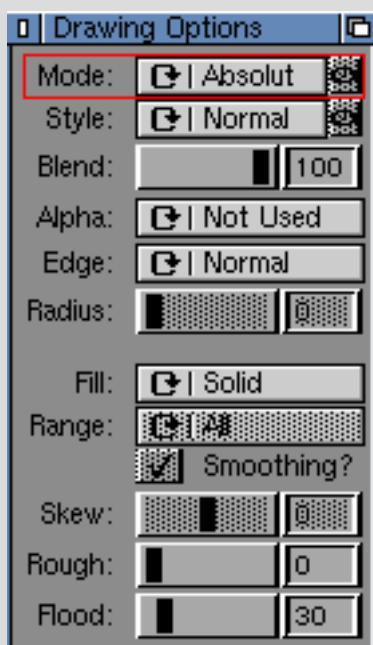 Drawing Options
Mode: Absolut
Style: Normal
Blend: 100
Alpha: Not Used
Edge: Normal
Radius: 0
Fill: Solid
Range: All
Smoothing?
Skew: 0
Rough: 0
Flood: 30